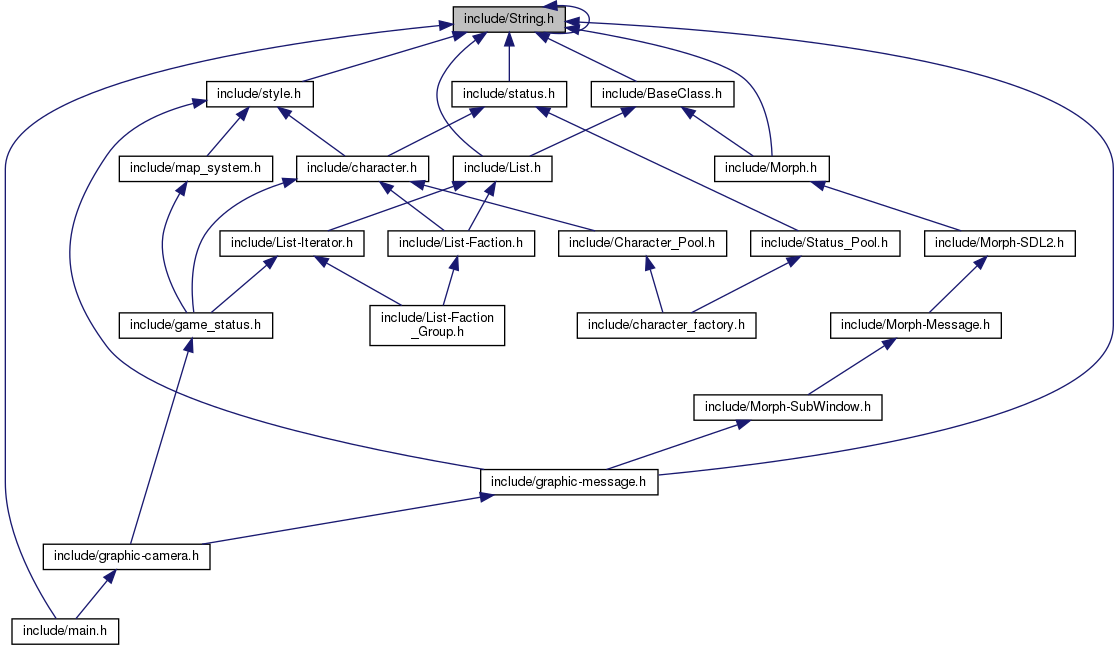 include/String.h
include/style.h
include/status.h
include/BaseClass.h
include/map_system.h
include/character.h
include/List.h
include/Morph.h
include/List-Iterator.h
include/List-Faction.h
include/Character_Pool.h
include/Status_Pool.h
include/Morph-SDL2.h
include/game_status.h
include/List-Faction
_Group.h
include/character_factory.h
include/Morph-Message.h
include/Morph-SubWindow.h
include/graphic-message.h
include/graphic-camera.h
include/main.h